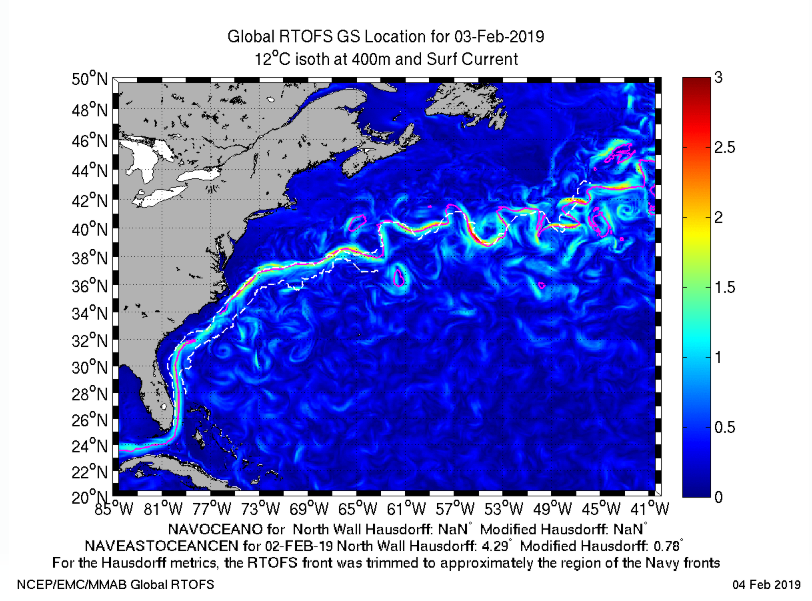 Global RTOFS GS Location for 03-Feb-2019
12°C isoth at 400m and Surf Current
50°N
48°N
46°N
44°N
42°N
40°N
38°N
36°N
34°N
32°N
30°N
28°N
26°N
24°N
22°N
20°N
85°W 81°W 77°W 73°W 69°W 65°W 61°W 57°W 53°W 49°W 45°W 41°W
3
2.5
2
1.5
1
0.5
0
NAVOCEANO for North Wall Hausdorff: NaN° Modified Hausdorff: NaN°
NAVEASTOCEANCEN for 02-FEB-19 North Wall Hausdorff: 4.29° Modified Hausdorff: 0.78°
For the Hausdorff metrics, the RTOFS front was trimmed to approximately the region of the Navy fronts
NCEP/EMC/MMAB Global RTOFS 04 Feb 2019